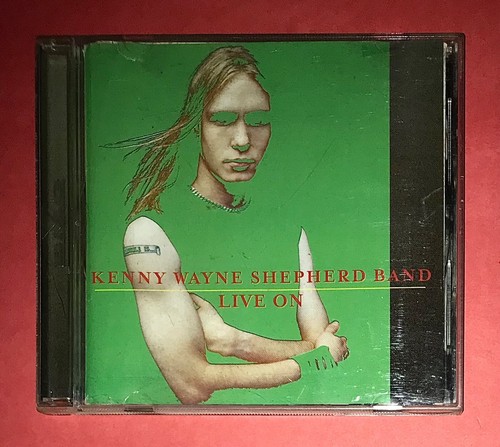 KENNY WAYNE SHEPHERD BAND
LIVE ON